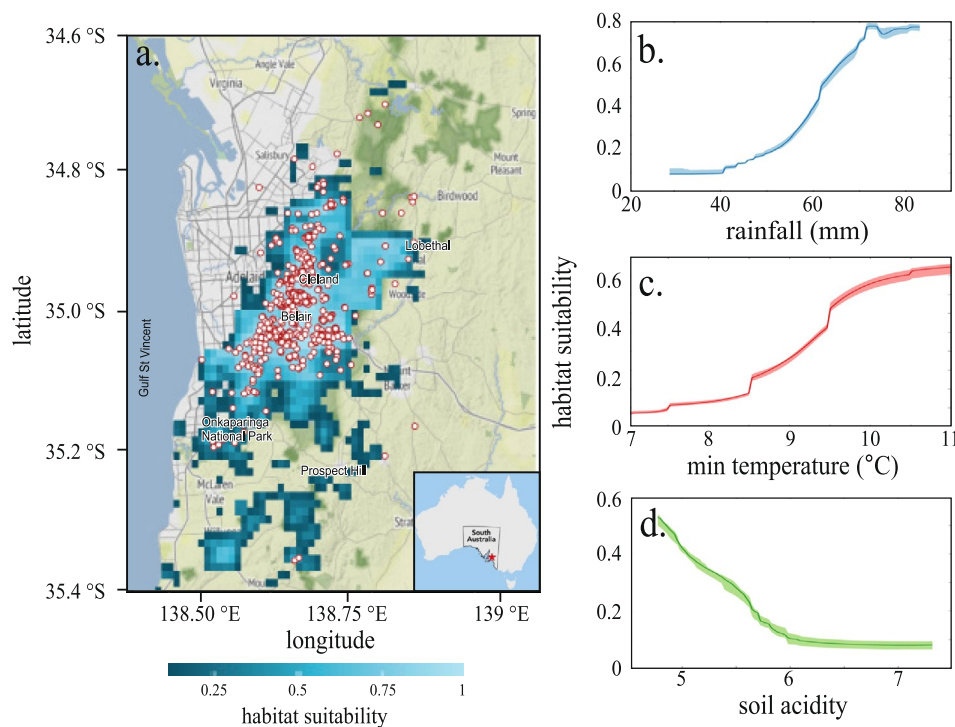 a.
34.6 °S
34.8 °S
35.0 °S
35.2 °S
35.4 °S
latitude
Angle Vale
Virginia
Salisbury
Spring
Mount
Pleasant
Birdwood
Lobethal
Adelaid
Cleland
Belair
Gulf St Vincent
Barker
Onkaparinga
National Park
McLaren
Vale
Prospect Hil
Strat
South
Australia
138.50 °E
138.75 °E
139 °E
longitude
0.25
0.5
0.75
1
habitat suitability
habitat suitability
b.
0.8
0.6
0.4
0.2
0
20
40
60
80
rainfall (mm)
c.
0.6
0.4
0.2
0
7
8
9
10
11
min temperature (°C)
d.
0.6
0.4
0.2
0
5
6
7
soil acidity